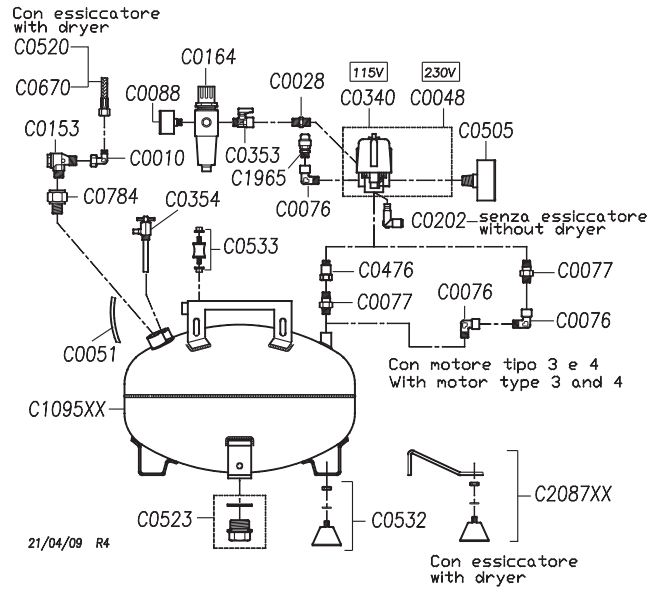 Con essiccatore
with dryer
C0520
C0670
C0164
C0088
C0028
115V
230V
C0340
C0048
C0153
C0505
C0010
C0353
C1965
C0784
C0354
C0076
C0202
senza essiccatore
without dryer
C0533
C0476
C0077
C0077
C0076
C0076
C0051
Con motore tipo 3 e 4
With motor type 3 and 4
C1095XX
C2087XX
C0523
C0532
21/04/09 R4
Con essiccatore
with dryer